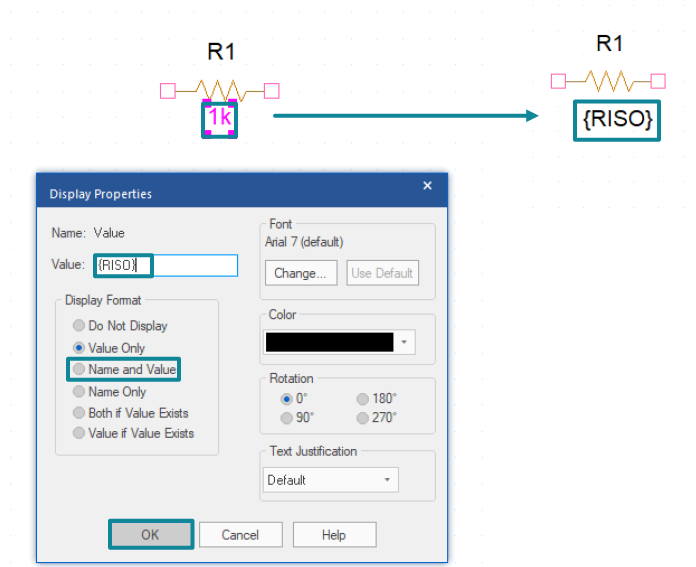 R1
R1
1k
{RISO}
Display Properties
Name: Value
Value: {RISO}
Display Format
Do Not Display
Value Only
Name and Value
Name Only
Both if Value Exists
Value if Value Exists
Font
Arial 7 (default)
Change... Use Default
Color
Rotation
0° 180°
90° 270°
Text Justification
Default
OK Cancel Help